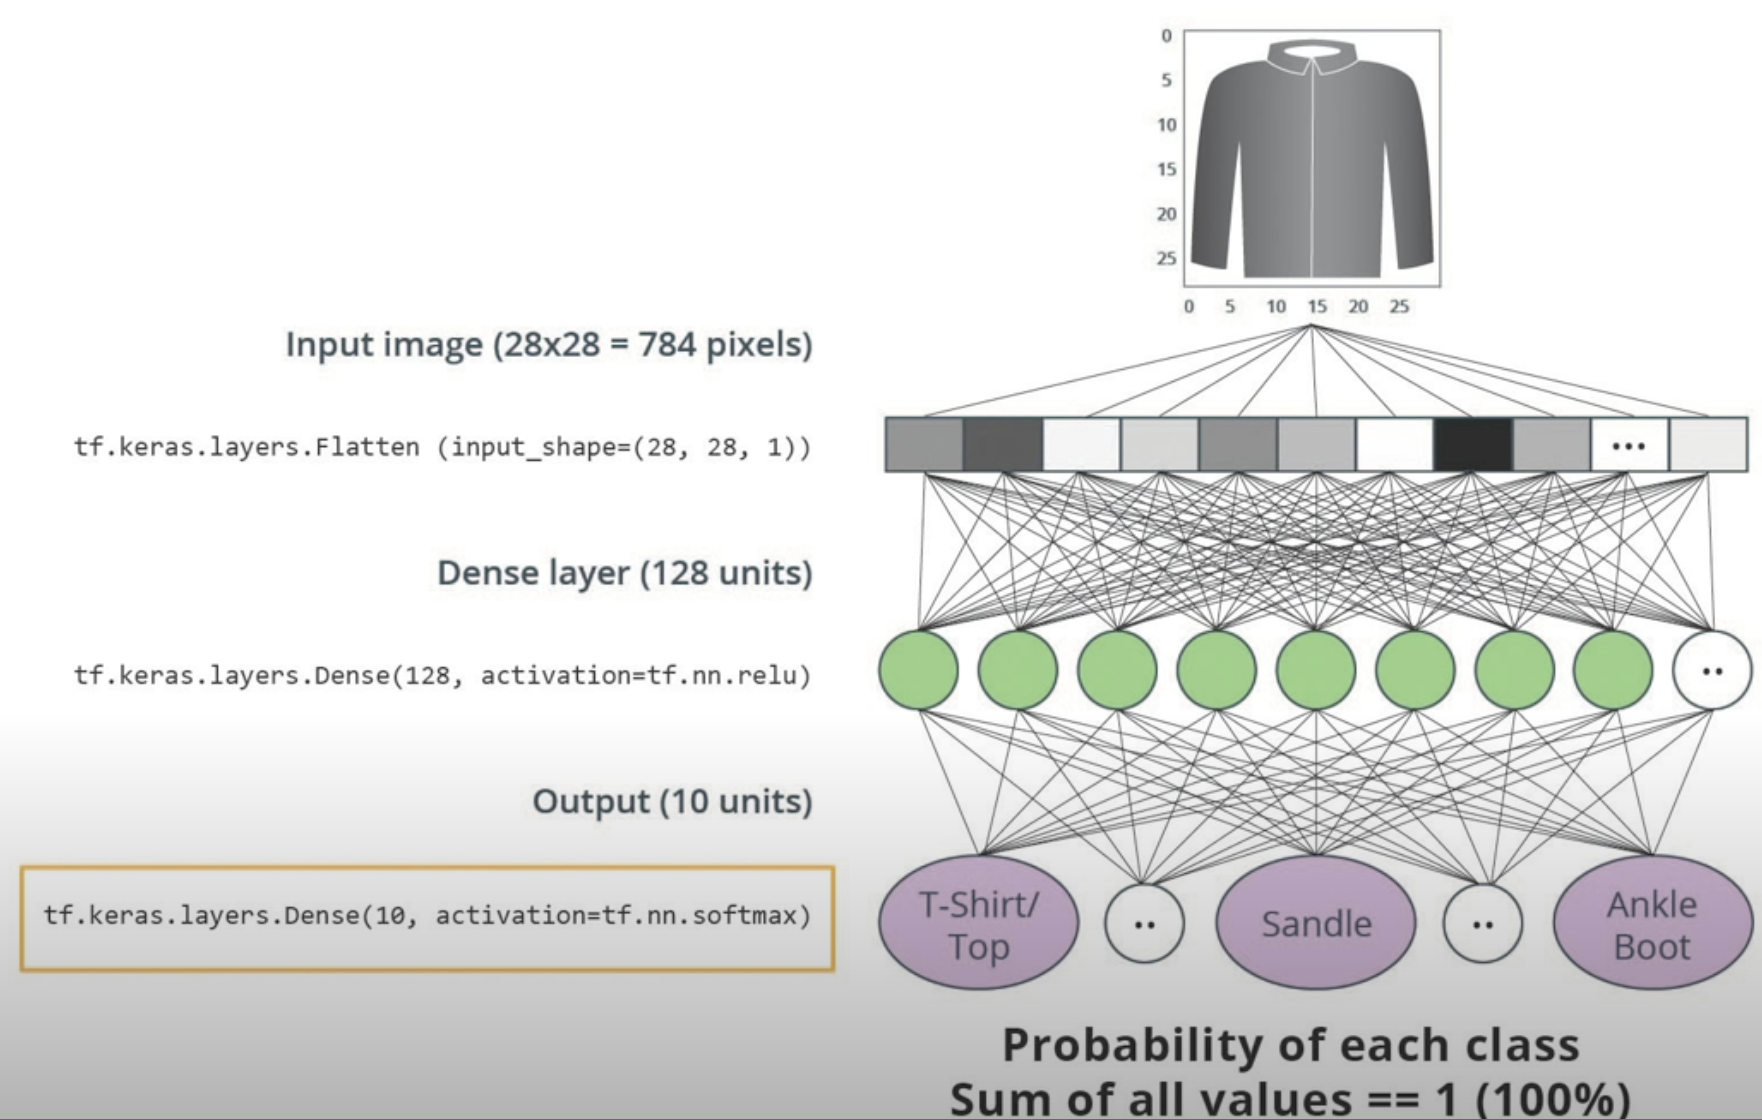 0
5
10
15
20
25
0 5 10 15 20 25
Input image (28x28 = 784 pixels)
tf.keras.layers.Flatten (input_shape=(28, 28, 1))
...
Dense layer (128 units)
tf.keras.layers.Dense(128, activation=tf.nn.relu)
..
Output (10 units)
tf.keras.layers.Dense(10, activation=tf.nn.softmax)
T-Shirt/
Top
..
Sandle
..
Ankle
Boot
Probability of each class
Sum of all values == 1 (100%)